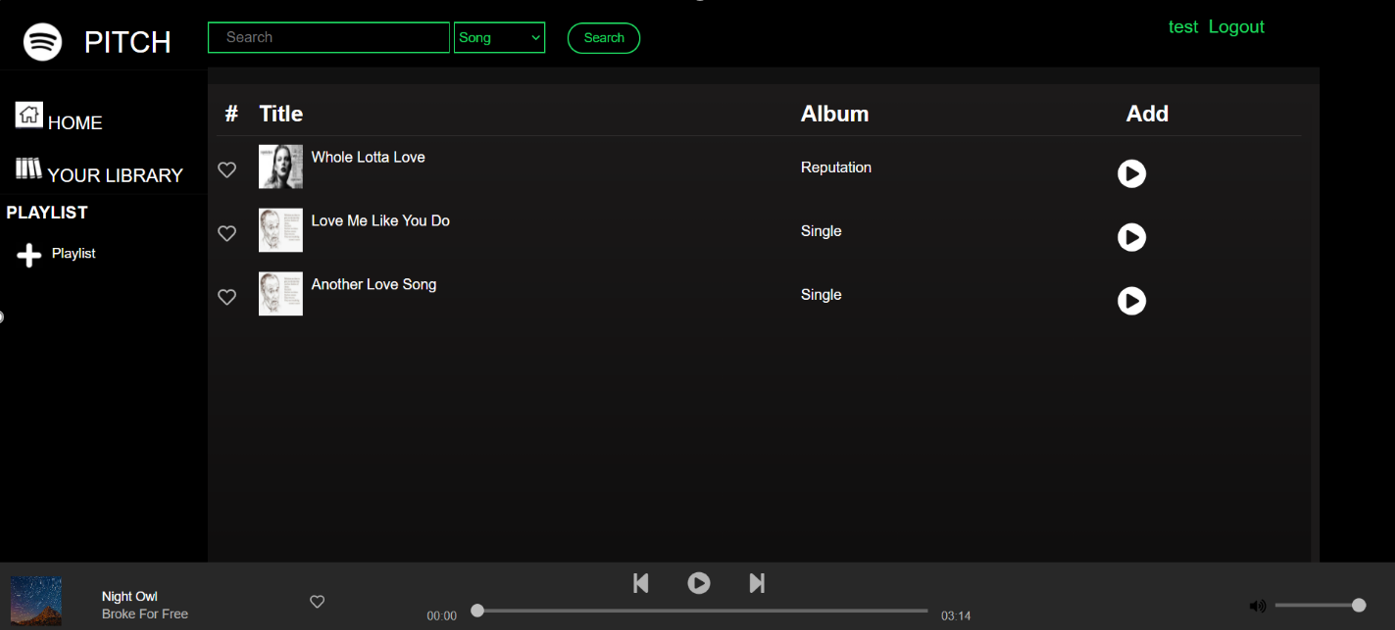 PITCH
Search
Song
Search
test Logout
HOME
YOUR LIBRARY
PLAYLIST
Playlist
# Title Album Add
Whole Lotta Love
Reputation
Love Me Like You Do
Single
Another Love Song
Single
Night Owl
Broke For Free
00:00
03:14